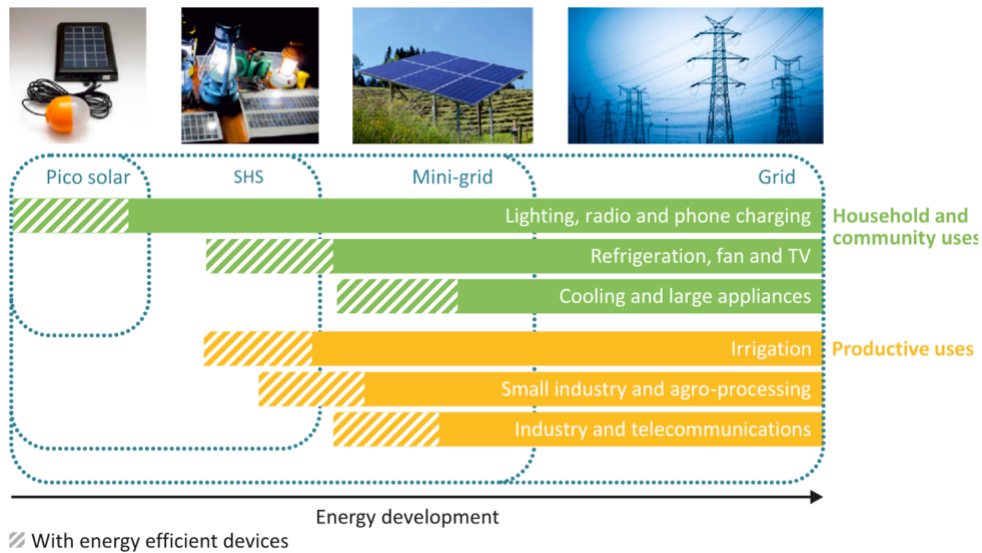 Pico solar
SHS
Mini-grid
Grid
Lighting, radio and phone charging
Household and
community uses
Refrigeration, fan and TV
Cooling and large appliances
Irrigation
Productive uses
Small industry and agro-processing
Industry and telecommunications
Energy development
With energy efficient devices